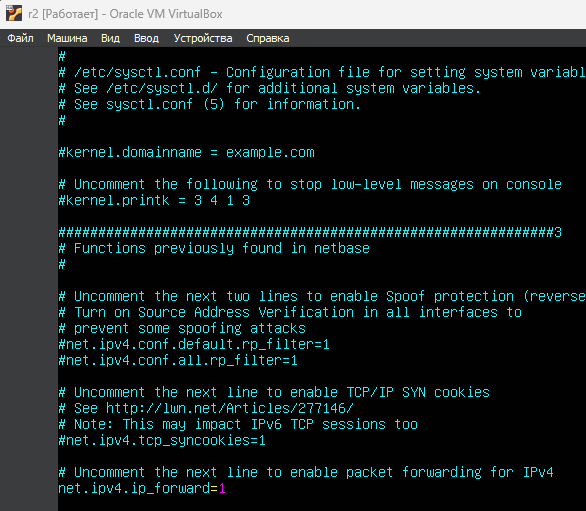 r2 [Работает] - Oracle VM VirtualBox
Файл Машина Вид Ввод Устройства Справка
#
# /etc/sysctl.conf - Configuration file for setting system variabl
# See /etc/sysctl.d/ for additional system variables.
# See sysctl.conf (5) for information.
#
#kernel.domainname = example.com
# Uncomment the following to stop low-level messages on console
#kernel.printk = 3 4 1 3
##############################################################3
# Functions previously found in netbase
#
# Uncomment the next two lines to enable Spoof protection (reverse
# Turn on Source Address Verification in all interfaces to
# prevent some spoofing attacks
#net.ipv4.conf.default.rp_filter=1
#net.ipv4.conf.all.rp_filter=1
# Uncomment the next line to enable TCP/IP SYN cookies
# See http://lwn.net/Articles/277146/
# Note: This may impact IPv6 TCP sessions too
#net.ipv4.tcp_syncookies=1
# Uncomment the next line to enable packet forwarding for IPv4
net.ipv4.ip_forward=1